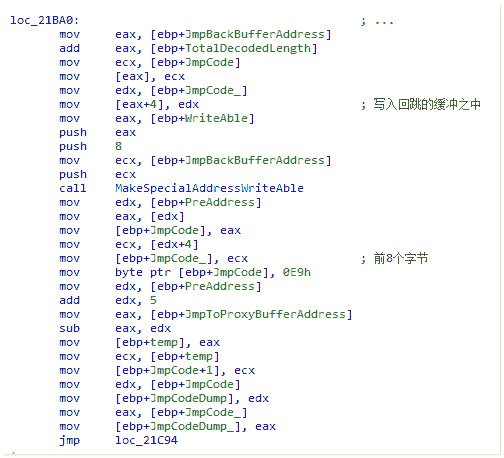 loc_21BA0: ; ...
mov eax, [ebp+JmpBackBufferAddress]
add eax, [ebp+TotalDecodedLength]
mov ecx, [ebp+JmpCode]
mov [eax], ecx
mov edx, [ebp+JmpCode_]
mov [eax+4], edx ; 写入回跳的缓冲之中
mov eax, [ebp+WriteAble]
push eax
push 8
mov ecx, [ebp+JmpBackBufferAddress]
push ecx
call MakeSpecialAddressWriteAble
mov edx, [ebp+PreAddress]
mov eax, [edx]
mov [ebp+JmpCode], eax
mov ecx, [edx+4]
mov [ebp+JmpCode_], ecx ; 前8个字节
mov byte ptr [ebp+JmpCode], 0E9h
mov edx, [ebp+PreAddress]
add edx, 5
mov eax, [ebp+JmpToProxyBufferAddress]
sub eax, edx
mov [ebp+temp], eax
mov ecx, [ebp+temp]
mov [ebp+JmpCode+1], ecx
mov edx, [ebp+JmpCode]
mov [ebp+JmpCodeDump], edx
mov eax, [ebp+JmpCode_]
mov [ebp+JmpCodeDump_], eax
jmp loc_21C94